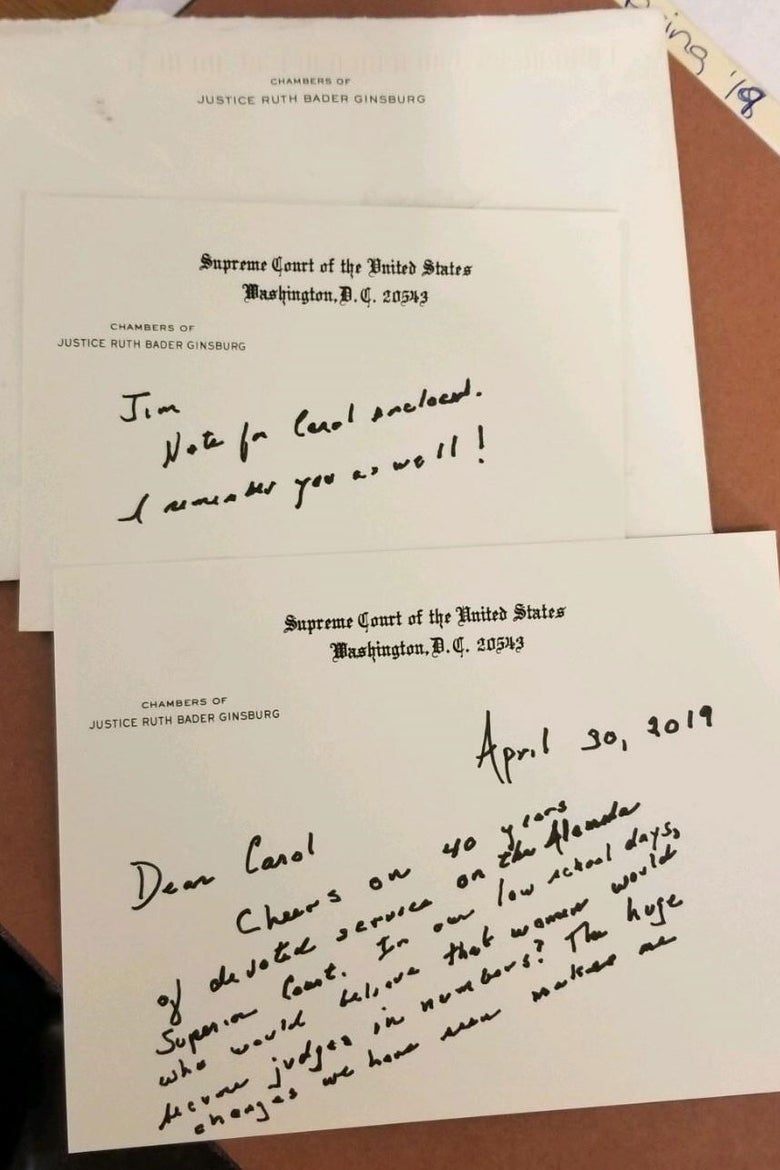 CHAMBERS OF
JUSTICE RUTH BADER GINSBURG
ring '18
Supreme Court of the United States
Washington, D. C. 20543
CHAMBERS OF
JUSTICE RUTH BADER GINSBURG
Jim
Note for Carol enclosed.
I remember you as well!
Supreme Court of the United States
Washington, D. C. 20543
CHAMBERS OF
JUSTICE RUTH BADER GINSBURG
April 30, 2019
Dear Carol
Cheers on 40 years
of devoted service on the Alameda
Superior Court. In our law school days,
who would believe that women would
become judges in numbers? The huge
changes we have seen makes me